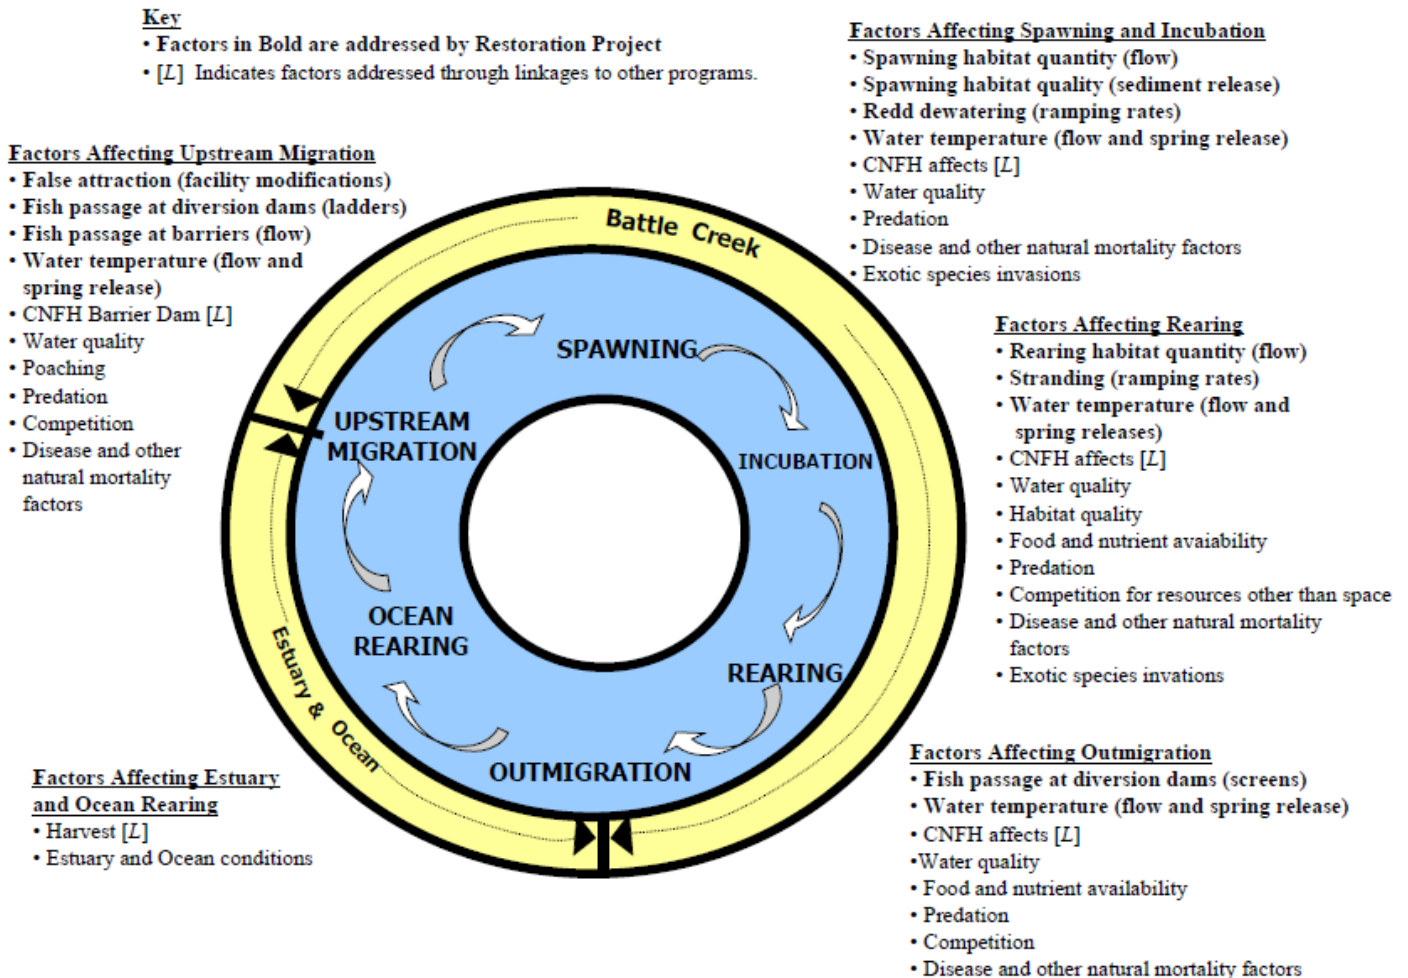 Key
• Factors in Bold are addressed by Restoration Project
• [L] Indicates factors addressed through linkages to other programs.
Factors Affecting Spawning and Incubation
• Spawning habitat quantity (flow)
• Spawning habitat quality (sediment release)
• Redd dewatering (ramping rates)
• Water temperature (flow and spring release)
• CNFH affects [L]
• Water quality
• Predation
• Disease and other natural mortality factors
• Exotic species invasions
Factors Affecting Upstream Migration
• False attraction (facility modifications)
• Fish passage at diversion dams (ladders)
• Fish passage at barriers (flow)
• Water temperature (flow and
spring release)
• CNFH Barrier Dam [L]
• Water quality
• Poaching
• Predation
• Competition
• Disease and other
natural mortality
factors
Battle Creek
SPAWNING
INCUBATION
REARING
OUTMIGRATION
OCEAN
REARING
UPSTREAM
MIGRATION
Estuary & Ocean
Factors Affecting Rearing
• Rearing habitat quantity (flow)
• Stranding (ramping rates)
• Water temperature (flow and
spring releases)
• CNFH affects [L]
• Water quality
• Habitat quality
• Food and nutrient avaiability
• Predation
• Competition for resources other than space
• Disease and other natural mortality
factors
• Exotic species invations
Factors Affecting Estuary
and Ocean Rearing
• Harvest [L]
• Estuary and Ocean conditions
Factors Affecting Outmigration
• Fish passage at diversion dams (screens)
• Water temperature (flow and spring release)
• CNFH affects [L]
•Water quality
• Food and nutrient availability
• Predation
• Competition
• Disease and other natural mortality factors